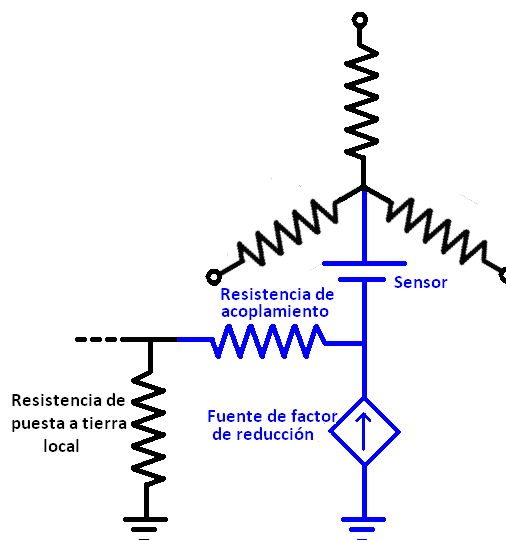 Sensor
Resistencia de
acoplamiento
Resistencia de
puesta a tierra
local
Fuente de factor
de reducción